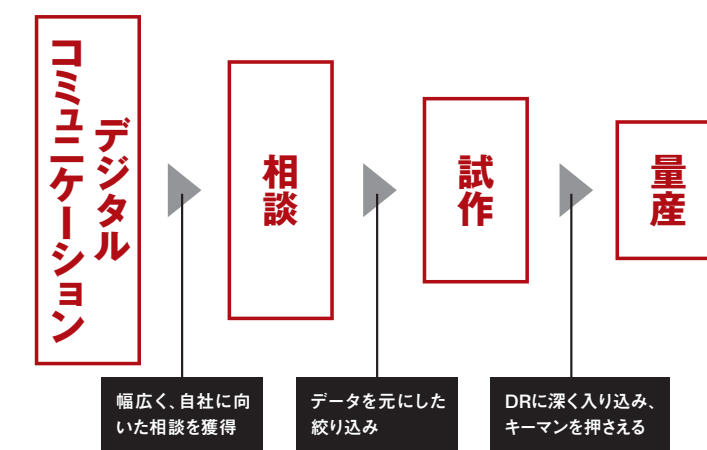 デジタル
コミュニケーション
相談
試作
量産
幅広く、自社に向
いた相談を獲得
データを元にした
絞り込み
DRに深く入り込み、
キーマンを押さえる